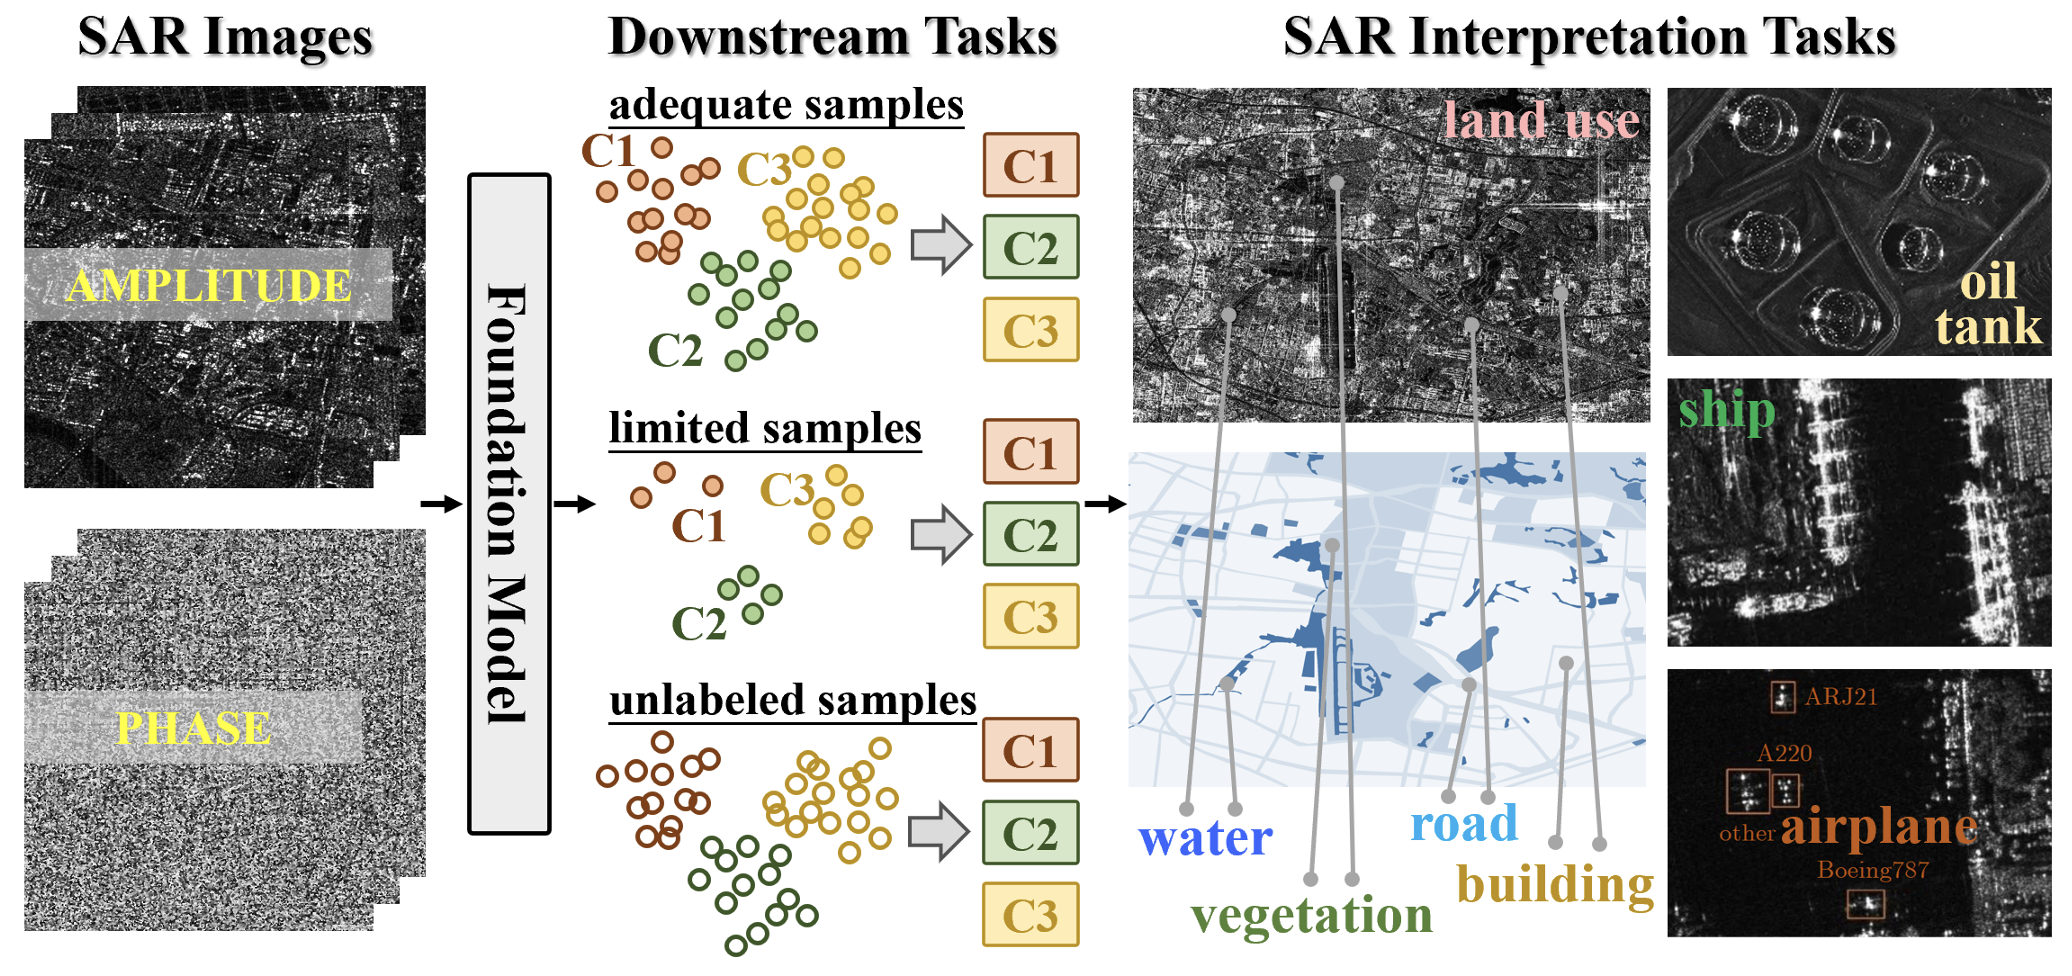 SAR Images
Downstream Tasks
SAR Interpretation Tasks
AMPLITUDE
PHASE
Foundation Model
adequate samples
C1
C3
C2
C1
C2
C3
limited samples
C1
C3
C2
C1
C2
C3
unlabeled samples
C1
C2
C3
land use
water
vegetation
road
building
oil
tank
ship
ARJ21
A220
other
airplane
Boeing787